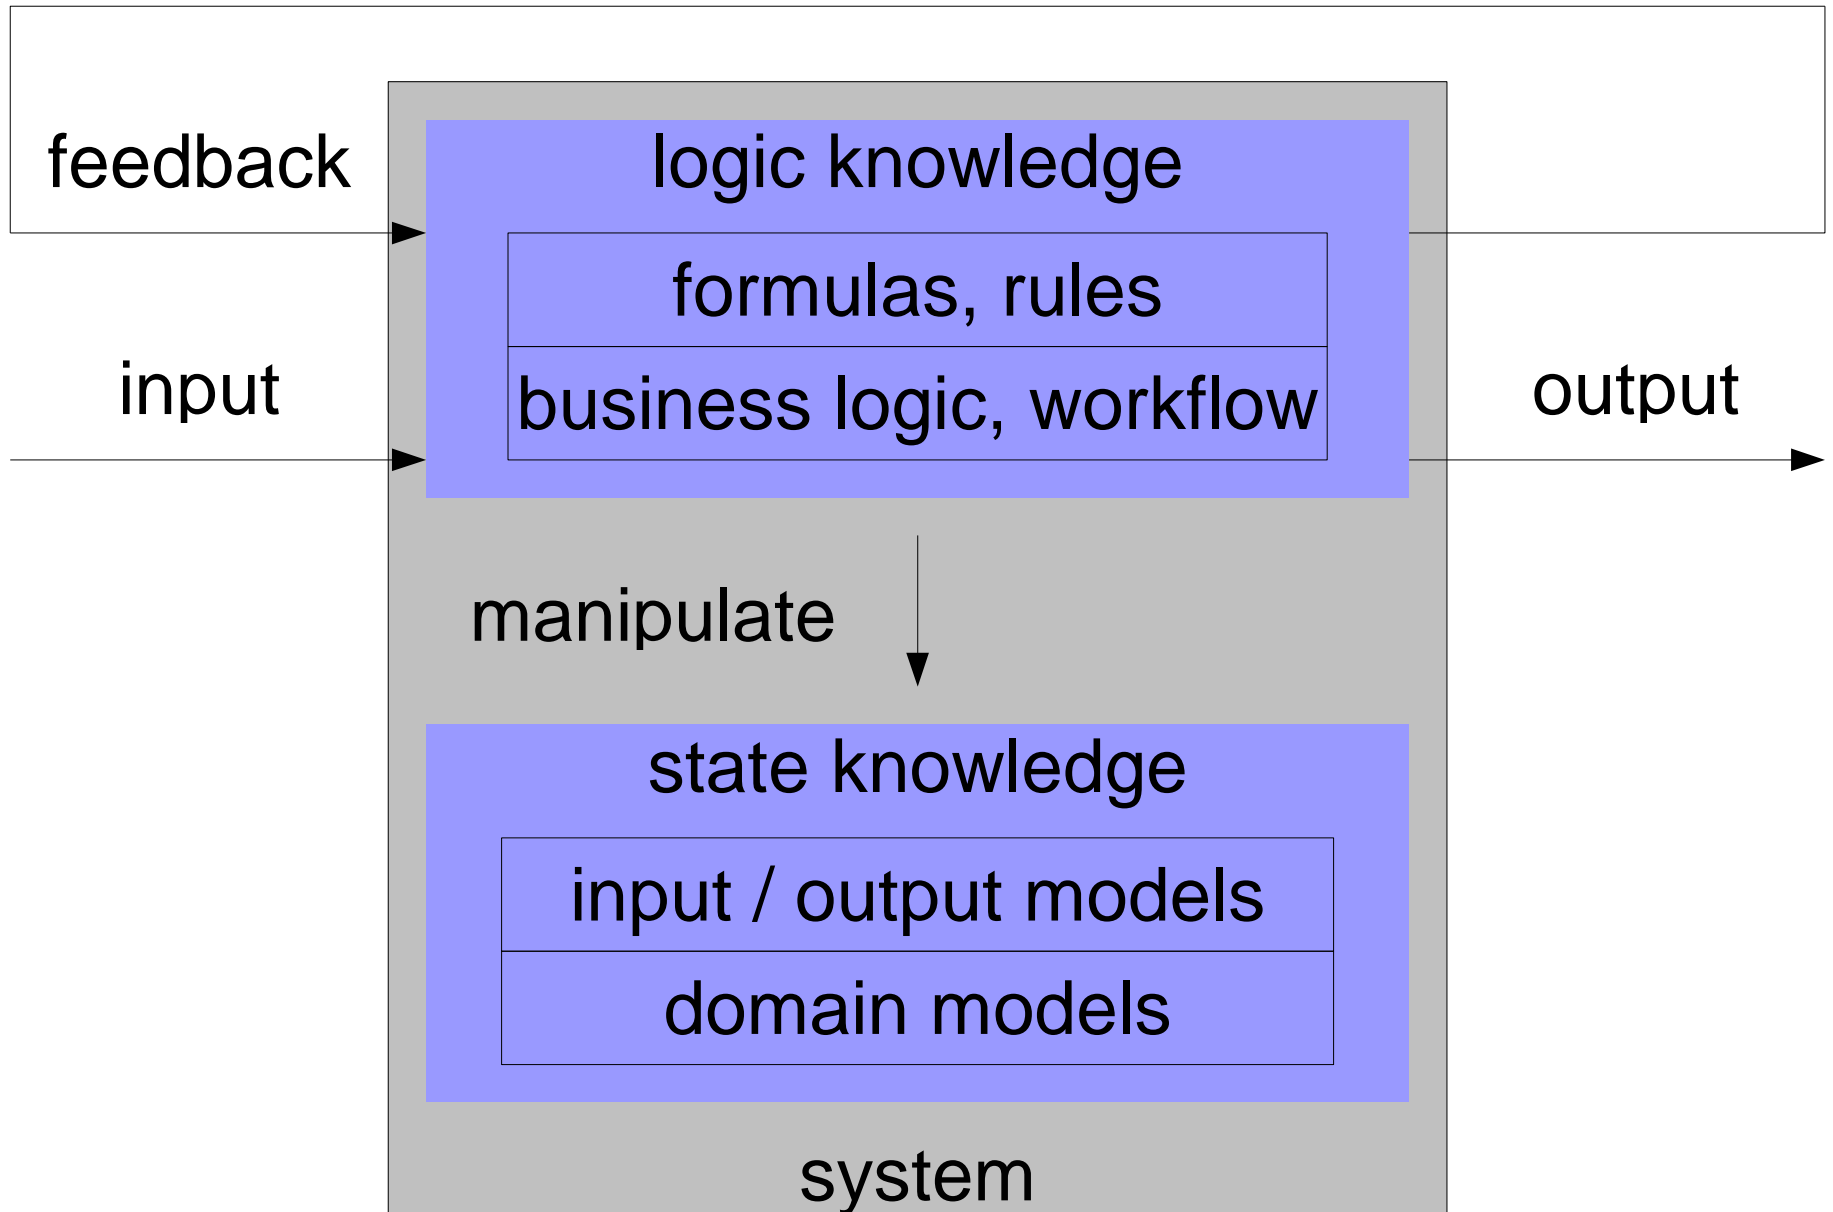 feedback
logic knowledge
formulas, rules
input
business logic, workflow
output
manipulate
state knowledge
input / output models
domain models
system